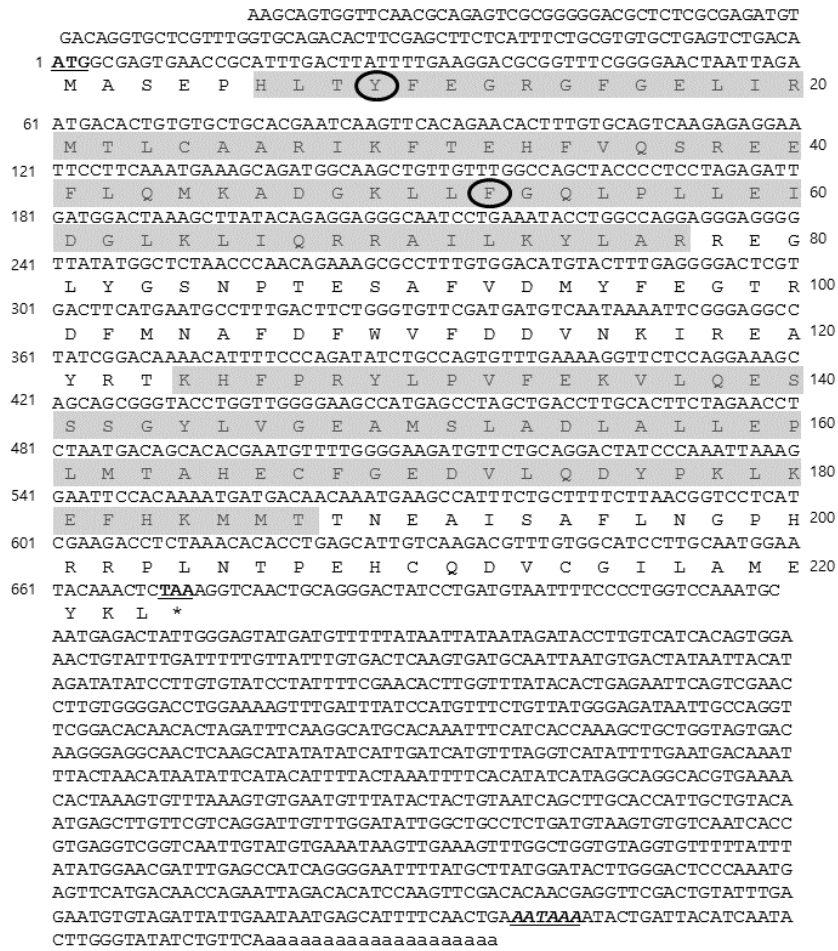 AAGCAGTGGTTCAACGCAGAGTCGCGGGGGACGCTCTCGCGAGATGT
GACAGGTGCTCGTTTGGTGCAGACACTTCGAGCTTCTCATTTCTGCGTGTGCTGAGTCTGACA
1 ATGGCGAGTGAACCGCATTTGACTTATTTTGAAGGACGCGGTTTCGGGGAACTAATTAGA
M A S E P H L T Y F E G R G F G E L I R 20
61 ATGACACTGTGTGCTGCACGAATCAAGTTCACAGAACACTTTGTGCAGTCAAGAGAGGAA
M T L C A A R I K F T E H F V Q S R E E 40
121 TTCCTTCAAATGAAAGCAGATGGCAAGCTGTTGTTTGGCCAGCTACCCCTCCTAGAGATT
F L Q M K A D G K L L F G Q L P L L E I 60
181 GATGGACTAAAGCTTATACAGAGGAGGGCAATCCTGAAATACCTGGCCAGGAGGGAGGGG
D G L K L I Q R R A I L K Y L A R R E G 80
241 TTATATGGCTCTAACCCAACAGAAAGCGCCTTTGTGGACATGTACTTTGAGGGGACTCGT
L Y G S N P T E S A F V D M Y F E G T R 100
301 GACTTCATGAATGCCTTTGACTTCTGGGTGTTCGATGATGTCAATAAAATTCGGGAGGCC
D F M N A F D F W V F D D V N K I R E A 120
361 TATCGGACAAAACATTTTCCCAGATATCTGCCAGTGTTTGAAAAGGTTCTCCAGGAAAGC
Y R T K H F P R Y L P V F E K V L Q E S 140
421 AGCAGCGGGTACCTGGTTGGGGAAGCCATGAGCCTAGCTGACCTTGCACTTCTAGAACCT
S S G Y L V G E A M S L A D L A L L E P 160
481 CTAATGACAGCACACGAATGTTTTGGGGAAGATGTTCTGCAGGACTATCCCAAATTAAAG
L M T A H E C F G E D V L Q D Y P K L K 180
541 GAATTCCACAAAATGATGACAACAAATGAAGCCATTTCTGCTTTTCTTAACGGTCCTCAT
E F H K M M T T N E A I S A F L N G P H 200
601 CGAAGACCTCTAAACACACCTGAGCATTGTCAAGACGTTTGTGGCATCCTTGCAATGGAA
R R P L N T P E H C Q D V C G I L A M E 220
661 TACAAACTCTAAAGGTCAACTGCAGGGACTATCCTGATGTAATTTTCCCCTGGTCCAAATGC
Y K L *
AATGAGACTATTGGGAGTATGATGTTTTTATAATTATAATAGATACCTTGTCATCACAGTGGA
AACTGTATTTGATTTTTGTTATTTGTGACTCAAGTGATGCAATTAATGTGACTATAATTACAT
AGATATATCCTTGTGTATCCTATTTTCGAACACTTGGTTTATACACTGAGAATTCAGTCGAAC
CTTGTGGGGACCTGGAAAAGTTTGATTTATCCATGTTTCTGTTATGGGAGATAATTGCCAGGT
TCGGACACAACACTAGATTTCAAGGCATGCACAAATTTCATCACCAAAGCTGCTGGTAGTGAC
AAGGGAGGCAACTCAAGCATATATATCATTGATCATGTTTAGGTCATATTTTGAATGACAAAT
TTACTAACATAATATTCATACATTTTACTAAATTTTCACATATCATAGGCAGGCACGTGAAAA
CACTAAAGTGTTTAAAGTGTGAATGTTTATACTACTGTAATCAGCTTGCACCATTGCTGTACA
ATGAGCTTGTTCGTCAGGATTGTTTGGATATTGGCTGCCTCTGATGTAAGTGTGTCAATCACC
GTGAGGTCGGTCAATTGTATGTGAAATAAGTTGAAAGTTTGGCTGGTGTAGGTGTTTTTATTT
ATATGGAACGATTTGAGCCATCAGGGGAATTTTATGCTTATGGATACTTGGGACTCCCAAATG
AGTTCATGACAACCAGAATTAGACACATCCAAGTTCGACACAACGAGGTTCGACTGTATTTGA
GAATGTGTAGATTATTGAATAATGAGCATTTTCAACTGAAATAAAATACTGATTACATCAATA
CTTGGGTATATCTGTTCAaaaaaaaaaaaaaaaaaaaaa